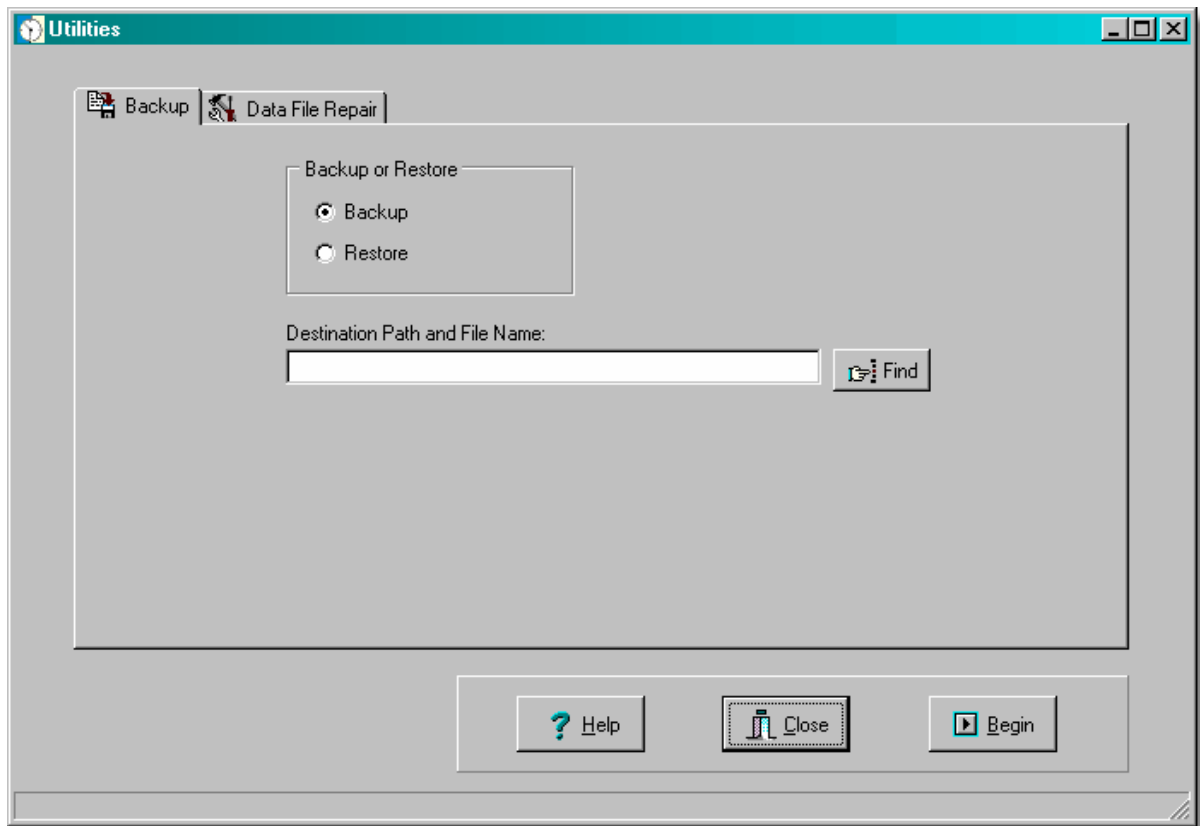 Utilities
Backup
Data File Repair
Backup or Restore
Backup
Restore
Destination Path and File Name:
Find
Help
Close
Begin